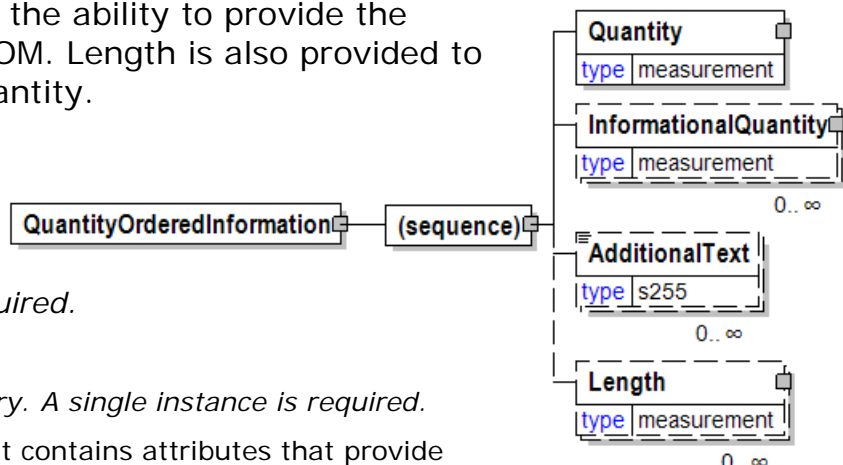 the ability to provide the
OM. Length is also provided to
antity.
Quantity
type measurement
InformationalQuantity
type measurement
0.. ∞
QuantityOrderedInformation
(sequence)
AdditionalText
type s255
0.. ∞
uired.
Length
type measurement
0.. ∞
ry. A single instance is required.
t contains attributes that provide